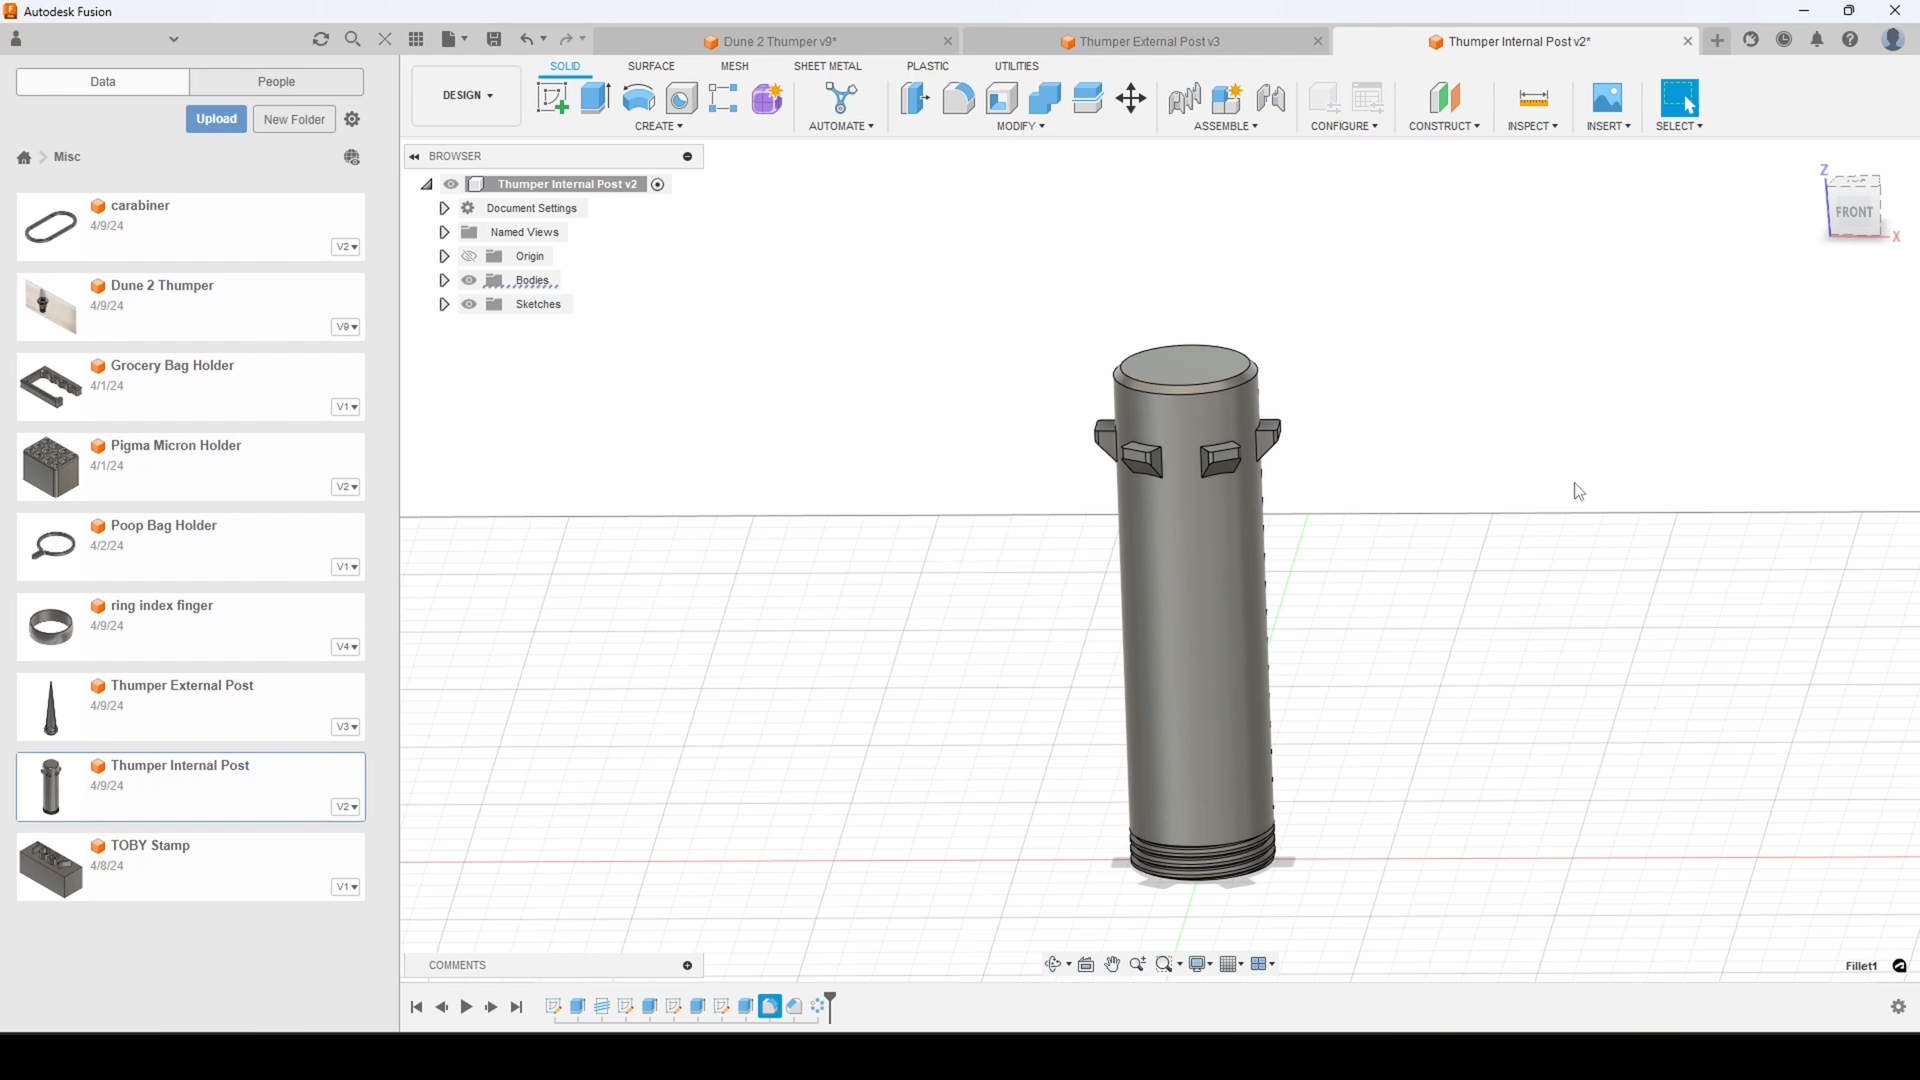 Autodesk Fusion
Dune 2 Thumper v9*
Thumper External Post v3
Thumper Internal Post v2*
Data
People
Upload
New Folder
Misc
carabiner
4/9/24
V2
Dune 2 Thumper
4/9/24
V9
Grocery Bag Holder
4/1/24
V1
Pigma Micron Holder
4/1/24
V2
Poop Bag Holder
4/2/24
V1
ring index finger
4/9/24
V4
Thumper External Post
4/9/24
V3
Thumper Internal Post
4/9/24
V2
TOBY Stamp
4/8/24
V1
SOLID
SURFACE
MESH
SHEET METAL
PLASTIC
UTILITIES
DESIGN
CREATE
AUTOMATE
MODIFY
ASSEMBLE
CONFIGURE
CONSTRUCT
INSPECT
INSERT
SELECT
BROWSER
Thumper Internal Post v2
Document Settings
Named Views
Origin
Bodies
Sketches
Z
FRONT
X
COMMENTS
Fillet1